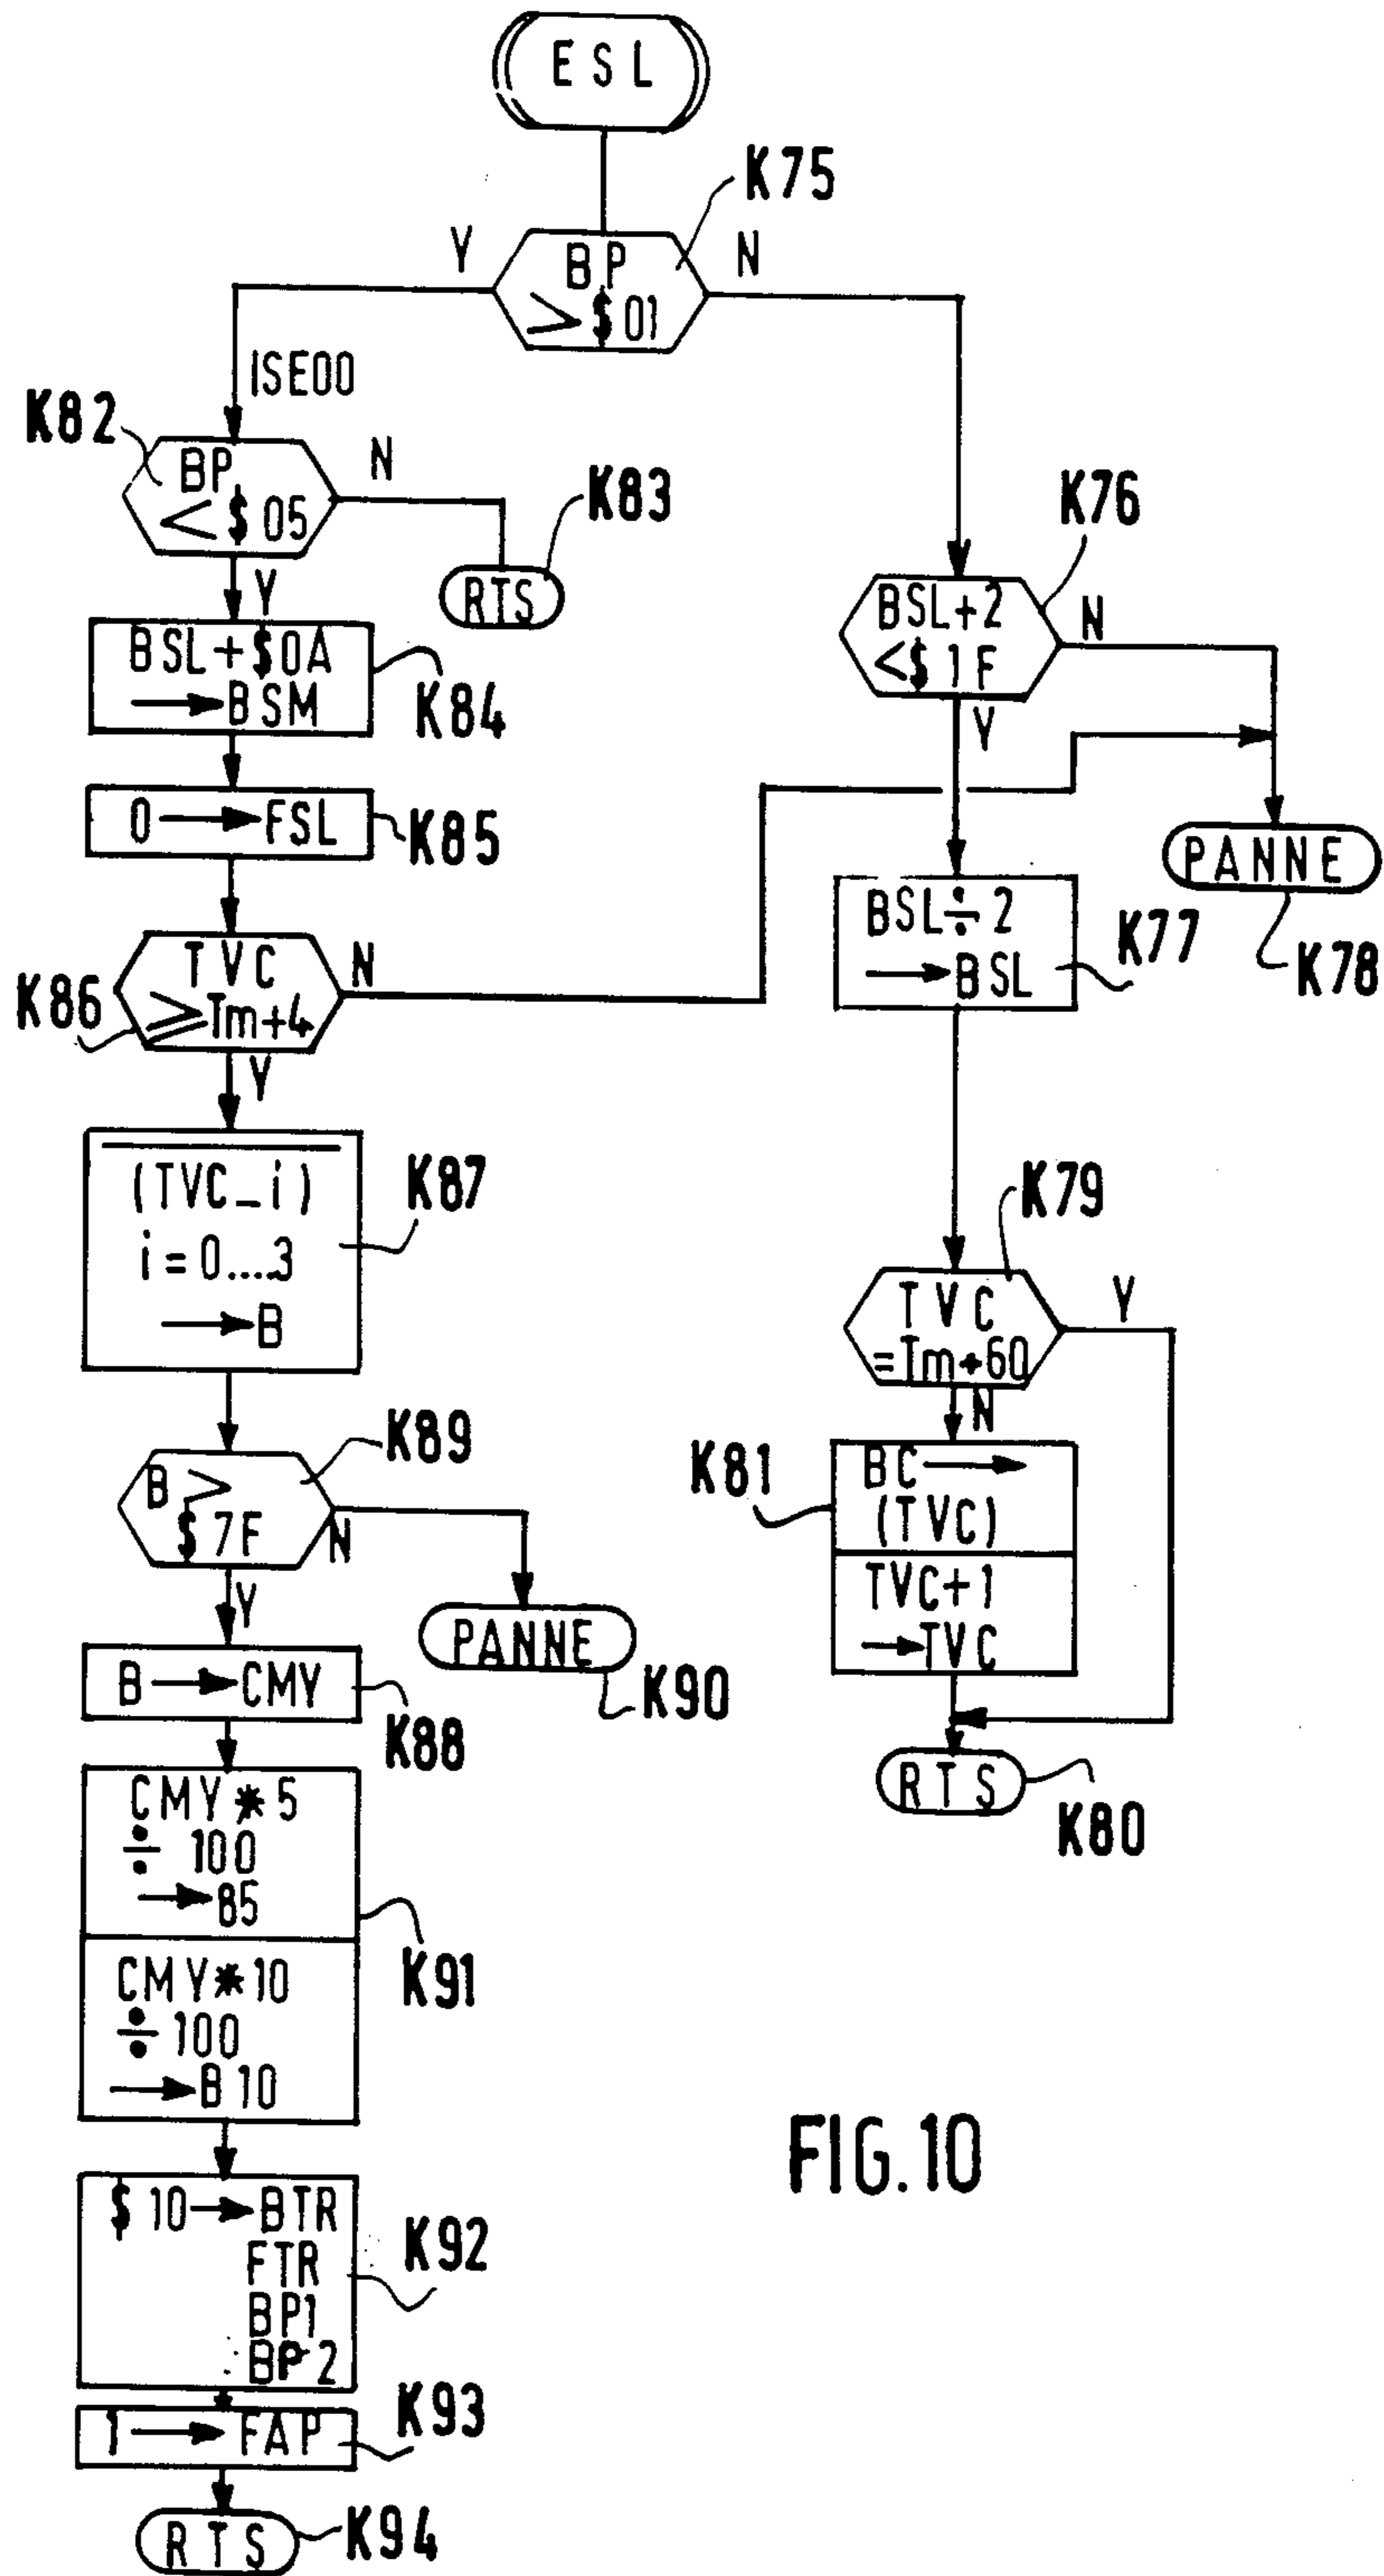 ESL
K75
Y
BP
N
> $01
ISE00
K82
BP
N
< $05
K83
K76
Y
RTS
BSL+2
N
< $1F
BSL+$0A
→BSM
K84
Y
0→FSL
K85
PANNE
BSL÷2
→BSL
K77
K78
TVC
N
K86
≥Tm+4
Y
(TVC_i)
K87
i=0....3
→B
K79
TVC
Y
=Tm+60
N
K89
B >
$7F
N
K81
BC→
(TVC)
Y
TVC+1
→TVC
PANNE
B→CMY
K90
K88
RTS
K80
CMY*5
÷ 100
→85
K91
CMY*10
÷ 100
→B10
FIG.10
$10→BTR
FTR
K92
BP1
BP2
K93
1→FAP
RTS
K94